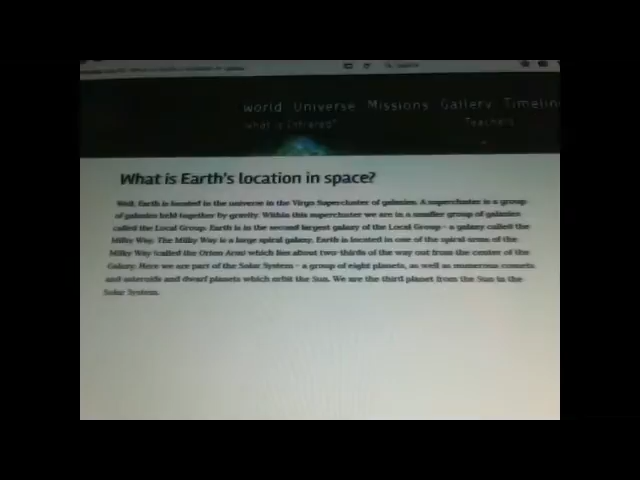 world Universe Missions Gallery Timelin
What is Infrared? Teachers
What is Earth's location in space?
Well, Earth is located in the universe in the Virgo Supercluster of galaxies. A supercluster is a group
of galaxies held together by gravity. Within this supercluster we are in a smaller group of galaxies
called the Local Group. Earth is in the second largest galaxy of the Local Group - a galaxy called the
Milky Way. The Milky Way is a large spiral galaxy. Earth is located in one of the spiral arms of the
Milky Way (called the Orion Arm) which lies about two-thirds of the way out from the center of the
Galaxy. Here we are part of the Solar System - a group of eight planets, as well as numerous comets
and asteroids and dwarf planets which orbit the Sun. We are the third planet from the Sun in the
Solar System.